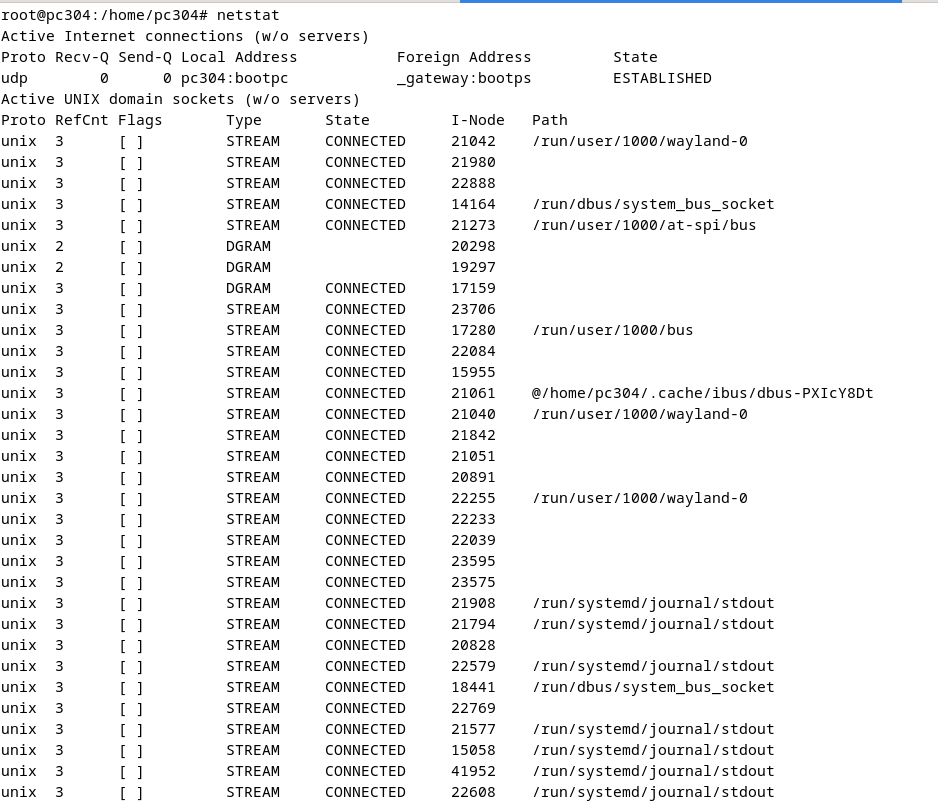 root@pc304:/home/pc304# netstat
Active Internet connections (w/o servers)
Proto Recv-Q Send-Q Local Address           Foreign Address         State
udp        0      0 pc304:bootpc            _gateway:bootps         ESTABLISHED
Active UNIX domain sockets (w/o servers)
Proto RefCnt Flags       Type       State         I-Node   Path
unix  3      [ ]         STREAM     CONNECTED     21042    /run/user/1000/wayland-0
unix  3      [ ]         STREAM     CONNECTED     21980
unix  3      [ ]         STREAM     CONNECTED     22888
unix  3      [ ]         STREAM     CONNECTED     14164    /run/dbus/system_bus_socket
unix  3      [ ]         STREAM     CONNECTED     21273    /run/user/1000/at-spi/bus
unix  2      [ ]         DGRAM                    20298
unix  2      [ ]         DGRAM                    19297
unix  3      [ ]         DGRAM      CONNECTED     17159
unix  3      [ ]         STREAM     CONNECTED     23706
unix  3      [ ]         STREAM     CONNECTED     17280    /run/user/1000/bus
unix  3      [ ]         STREAM     CONNECTED     22084
unix  3      [ ]         STREAM     CONNECTED     15955
unix  3      [ ]         STREAM     CONNECTED     21061    @/home/pc304/.cache/ibus/dbus-PXIcY8Dt
unix  3      [ ]         STREAM     CONNECTED     21040    /run/user/1000/wayland-0
unix  3      [ ]         STREAM     CONNECTED     21842
unix  3      [ ]         STREAM     CONNECTED     21051
unix  3      [ ]         STREAM     CONNECTED     20891
unix  3      [ ]         STREAM     CONNECTED     22255    /run/user/1000/wayland-0
unix  3      [ ]         STREAM     CONNECTED     22233
unix  3      [ ]         STREAM     CONNECTED     22039
unix  3      [ ]         STREAM     CONNECTED     23595
unix  3      [ ]         STREAM     CONNECTED     23575
unix  3      [ ]         STREAM     CONNECTED     21908    /run/systemd/journal/stdout
unix  3      [ ]         STREAM     CONNECTED     21794    /run/systemd/journal/stdout
unix  3      [ ]         STREAM     CONNECTED     20828
unix  3      [ ]         STREAM     CONNECTED     22579    /run/systemd/journal/stdout
unix  3      [ ]         STREAM     CONNECTED     18441    /run/dbus/system_bus_socket
unix  3      [ ]         STREAM     CONNECTED     22769
unix  3      [ ]         STREAM     CONNECTED     21577    /run/systemd/journal/stdout
unix  3      [ ]         STREAM     CONNECTED     15058    /run/systemd/journal/stdout
unix  3      [ ]         STREAM     CONNECTED     41952    /run/systemd/journal/stdout
unix  3      [ ]         STREAM     CONNECTED     22608    /run/systemd/journal/stdout